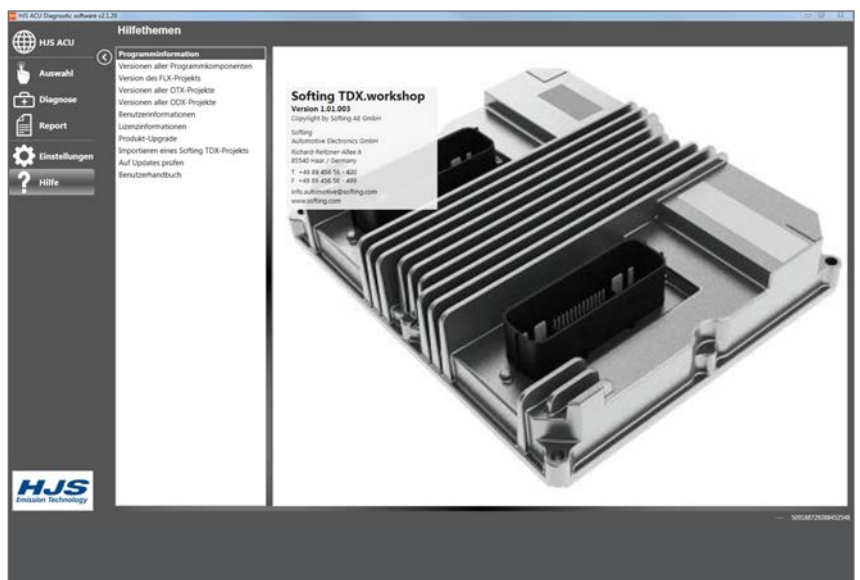 HJS ACU Diagnostic software v2.1.20
HJS ACU
Auswahl
Diagnose
Report
Einstellungen
Hilfe
Hilfethemen
Programminformation
Versionen aller Programmkomponenten
Version des FLX-Projekts
Versionen aller OTX-Projekte
Versionen aller ODX-Projekte
Benutzerinformationen
Lizenzinformationen
Produkt-Upgrade
Importieren eines Softing TDX-Projekts
Auf Updates prüfen
Benutzerhandbuch
Softing TDX.workshop
Version 1.01.003
Copyright by Softing AE GmbH
Softing
Automotive Electronics GmbH
Richard-Reitzner-Allee 6
85540 Haar / Germany
T +49 89 456 56 - 420
F +49 89 456 56 - 499
info.automotive@softing.com
www.softing.com
HJS
Emission Technology